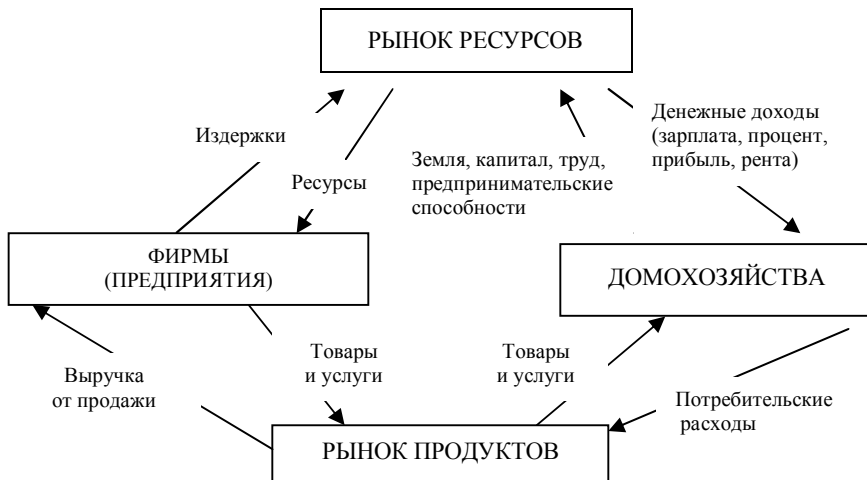 РЫНОК РЕСУРСОВ
Издержки
Ресурсы
Земля, капитал, труд,
предпринимательские
способности
Денежные доходы
(зарплата, процент,
прибыль, рента)
ФИРМЫ
(ПРЕДПРИЯТИЯ)
ДОМОХОЗЯЙСТВА
Выручка
от продажи
Товары
и услуги
Товары
и услуги
Потребительские
расходы
РЫНОК ПРОДУКТОВ